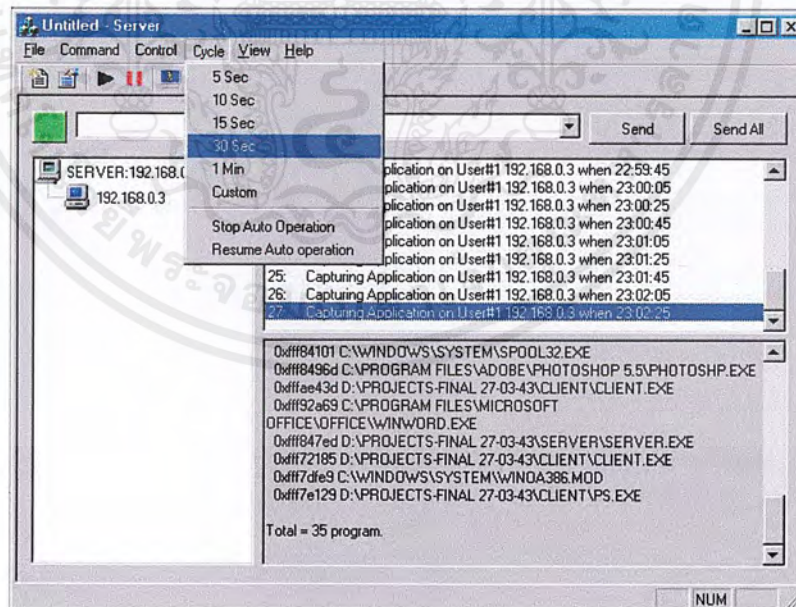 Untitled - Server
File Command Control Cycle View Help
5 Sec
10 Sec
15 Sec
30 Sec
1 Min
Custom
Stop Auto Operation
Resume Auto operation
Send
Send All
SERVER:192.168.
192.168.0.3
plication on User#1 192.168.0.3 when 22:59:45
plication on User#1 192.168.0.3 when 23:00:05
plication on User#1 192.168.0.3 when 23:00:25
plication on User#1 192.168.0.3 when 23:00:45
plication on User#1 192.168.0.3 when 23:01:05
plication on User#1 192.168.0.3 when 23:01:25
25: Capturing Application on User#1 192.168.0.3 when 23:01:45
26: Capturing Application on User#1 192.168.0.3 when 23:02:05
27: Capturing Application on User#1 192.168.0.3 when 23:02:25
0xfff84101 C:\WINDOWS\SYSTEM\SPOOL32.EXE
0xfff8496d C:\PROGRAM FILES\ADOBE\PHOTOSHOP 5.5\PHOTOSHP.EXE
0xfffae43d D:\PROJECTS-FINAL 27-03-43\CLIENT\CLIENT.EXE
0xfff92a69 C:\PROGRAM FILES\MICROSOFT
OFFICE\OFFICE\WINWORD.EXE
0xfff847ed D:\PROJECTS-FINAL 27-03-43\SERVER\SERVER.EXE
0xfff72185 D:\PROJECTS-FINAL 27-03-43\CLIENT\CLIENT.EXE
0xfff7dfe9 C:\WINDOWS\SYSTEM\WINOA386.MOD
0xfff7e129 D:\PROJECTS-FINAL 27-03-43\CLIENT\PS.EXE
Total = 35 program.
NUM